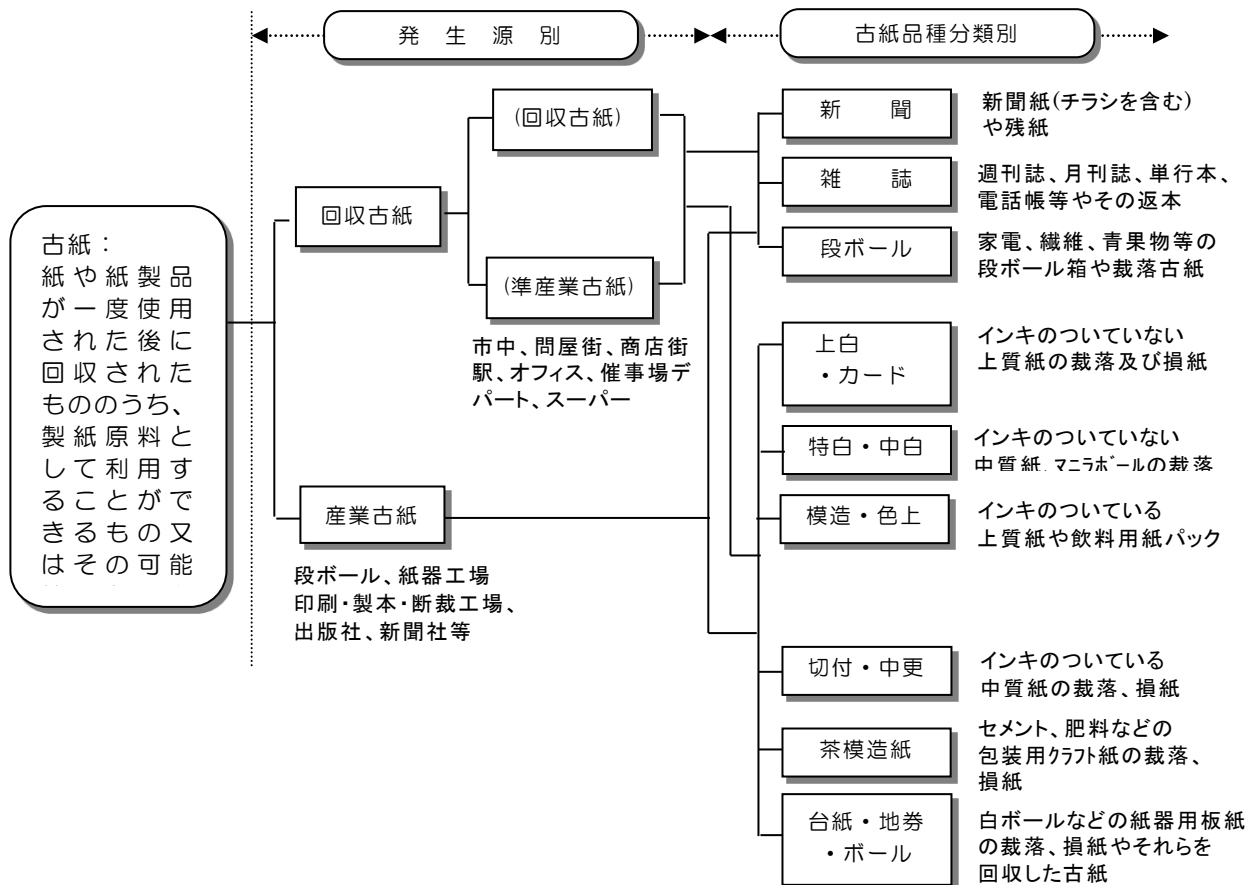 発 生 源 別
古紙品種分類別
古紙：
紙や紙製品
が一度使用
された後に
回収された
もののうち、
製紙原料と
して利用す
ることがで
きるもの又
はその可能
回収古紙
(回収古紙)
(準産業古紙)
市中、問屋街、商店街
駅、オフィス、催事場デ
パート、スーパー
産業古紙
段ボール、紙器工場
印刷・製本・断裁工場、
出版社、新聞社等
新 聞
新聞紙(チラシを含む)
や残紙
雑 誌
週刊誌、月刊誌、単行本、
電話帳等やその返本
段ボール
家電、繊維、青果物等の
段ボール箱や裁落古紙
上白
・カード
インキのついていない
上質紙の裁落及び損紙
特白・中白
インキのついていない
中質紙、マニラボールの裁落
模造・色上
インキのついている
上質紙や飲料用紙パック
切付・中更
インキのついている
中質紙の裁落、損紙
茶模造紙
セメント、肥料などの
包装用クラフト紙の裁落、
損紙
台紙・地券
・ボール
白ボールなどの紙器用板紙
の裁落、損紙やそれらを
回収した古紙